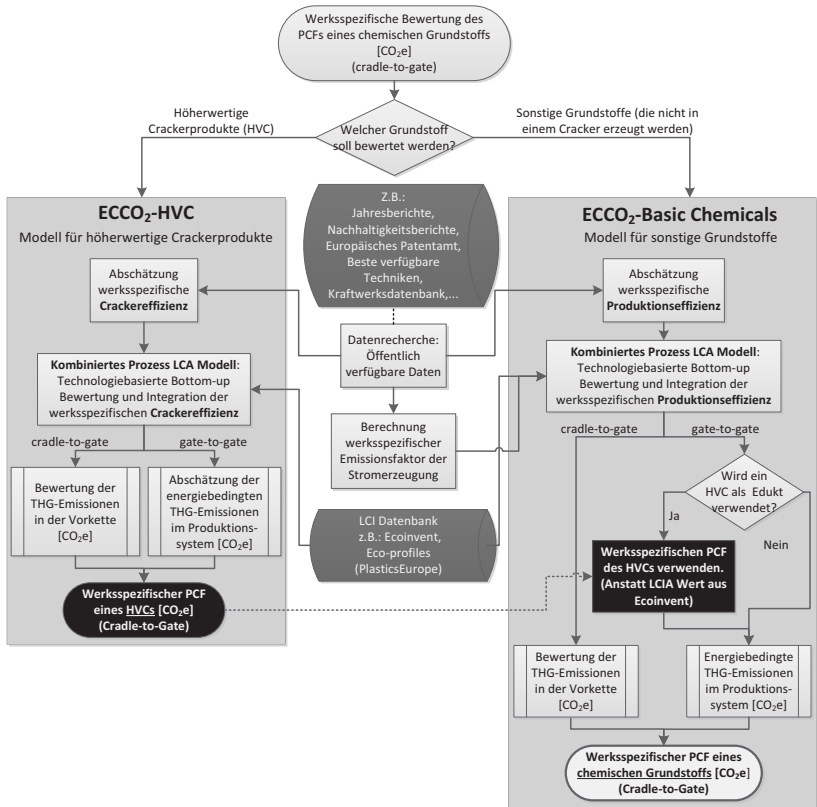 Werksspezifische Bewertung des
PCFs eines chemischen Grundstoffs
[CO₂e]
(cradle-to-gate)
Höherwertige
Crackerprodukte (HVC)
Welcher Grundstoff
soll bewertet werden?
Sonstige Grundstoffe (die nicht in
einem Cracker erzeugt werden)
ECCO₂-HVC
Modell für höherwertige Crackerprodukte
Abschätzung
werksspezifische
Crackereffizienz
Kombiniertes Prozess LCA Modell:
Technologiebasierte Bottom-up
Bewertung und Integration der
werksspezifischen Crackereffizienz
cradle-to-gate
gate-to-gate
Bewertung der
THG-Emissionen
in der Vorkette
[CO₂e]
Abschätzung der
energiebedingten
THG-Emissionen
im Produktions-
system [CO₂e]
Werksspezifischer PCF
eines HVCs [CO₂e]
(Cradle-to-Gate)
Z.B.:
Jahresberichte,
Nachhaltigkeitsberichte,
Europäisches Patentamt,
Beste verfügbare
Techniken,
Kraftwerksdatenbank,...
Datenrecherche:
Öffentlich
verfügbare Daten
Berechnung
werksspezifischer
Emissionsfaktor der
Stromerzeugung
LCI Datenbank
z.B.: Ecoinvent,
Eco-profiles
(PlasticsEurope)
ECCO₂-Basic Chemicals
Modell für sonstige Grundstoffe
Abschätzung
werksspezifische
Produktionseffizienz
Kombiniertes Prozess LCA Modell:
Technologiebasierte Bottom-up
Bewertung und Integration der
werksspezifischen Produktionseffizienz
cradle-to-gate
gate-to-gate
Wird ein
HVC als Edukt
verwendet?
Ja
Nein
Werksspezifischen PCF
des HVCs verwenden.
(Anstatt LCIA Wert aus
Ecoinvent)
Bewertung der
THG-Emissionen
in der Vorkette
[CO₂e]
Energiebedingte
THG-Emissionen
im Produktions-
system [CO₂e]
Werksspezifischer PCF eines
chemischen Grundstoffs [CO₂e]
(Cradle-to-Gate)